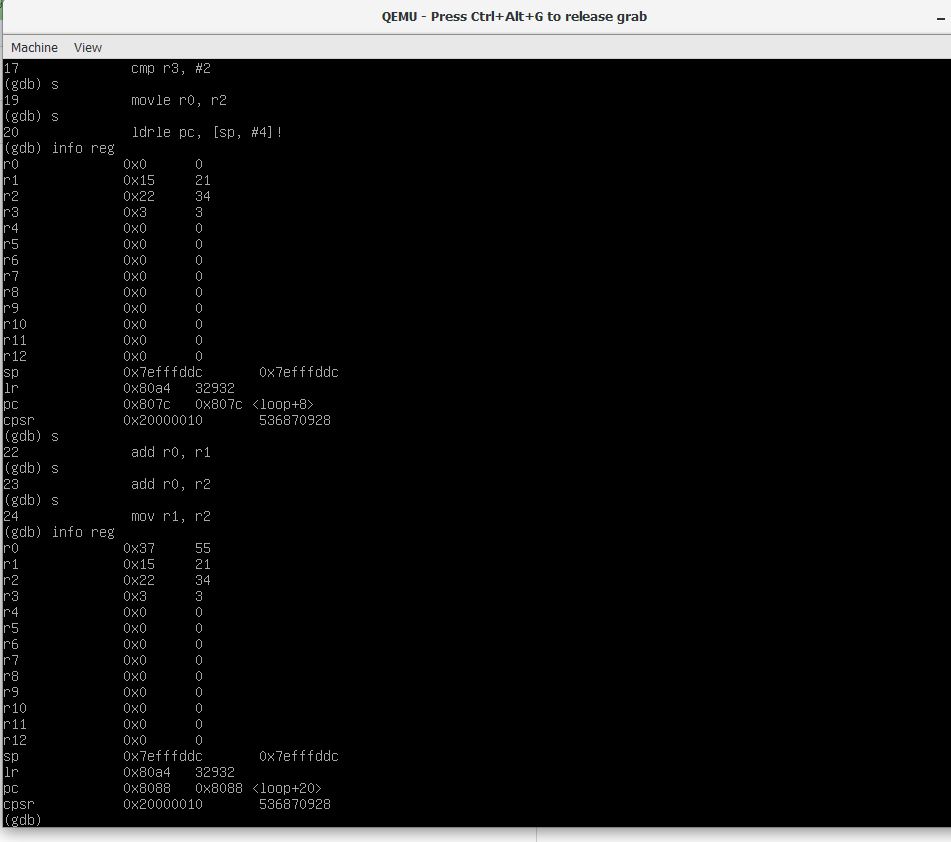 QEMU - Press Ctrl+Alt+G to release grab
Machine View
17 cmp r3, #2
(gdb) s
19 movle r0, r2
(gdb) s
20 ldrle pc, [sp, #4]!
(gdb) info reg
r0 0x0 0
r1 0x15 21
r2 0x22 34
r3 0x3 3
r4 0x0 0
r5 0x0 0
r6 0x0 0
r7 0x0 0
r8 0x0 0
r9 0x0 0
r10 0x0 0
r11 0x0 0
r12 0x0 0
sp 0x7efffddc 0x7efffddc
lr 0x80a4 32932
pc 0x807c 0x807c <loop+8>
cpsr 0x20000010 536870928
(gdb) s
22 add r0, r1
(gdb) s
23 add r0, r2
(gdb) s
24 mov r1, r2
(gdb) info reg
r0 0x37 55
r1 0x15 21
r2 0x22 34
r3 0x3 3
r4 0x0 0
r5 0x0 0
r6 0x0 0
r7 0x0 0
r8 0x0 0
r9 0x0 0
r10 0x0 0
r11 0x0 0
r12 0x0 0
sp 0x7efffddc 0x7efffddc
lr 0x80a4 32932
pc 0x8088 0x8088 <loop+20>
cpsr 0x20000010 536870928
(gdb)